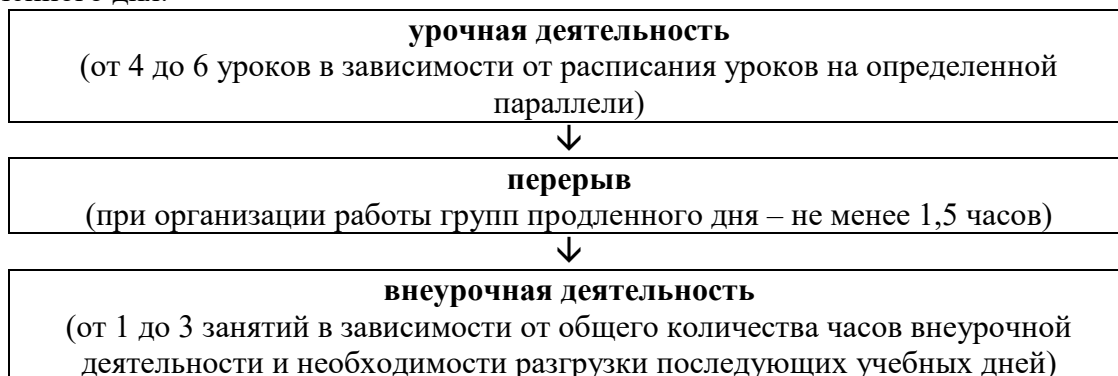 урочная деятельность
(от 4 до 6 уроков в зависимости от расписания уроков на определенной
параллели)
↓
перерыв
(при организации работы групп продленного дня – не менее 1,5 часов)
↓
внеурочная деятельность
(от 1 до 3 занятий в зависимости от общего количества часов внеурочной
деятельности и необходимости разгрузки последующих учебных дней)